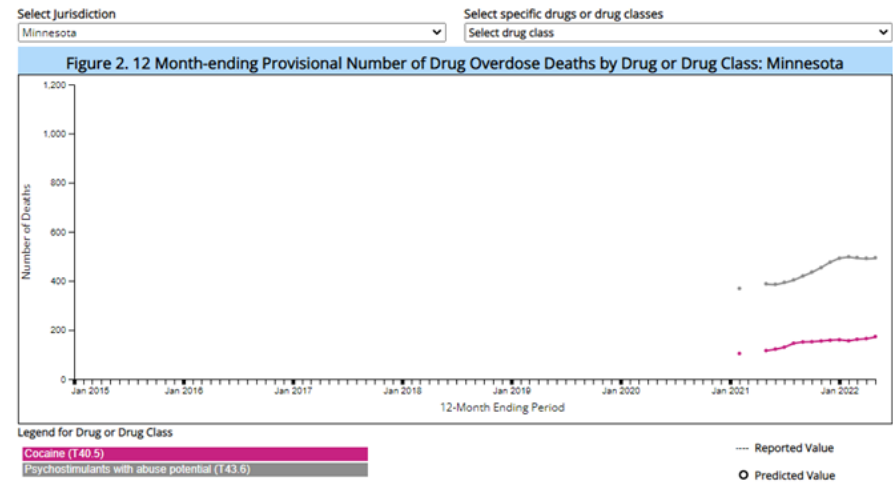 Select Jurisdiction
Select specific drugs or drug classes
Minnesota
Select drug class
Figure 2. 12 Month-ending Provisional Number of Drug Overdose Deaths by Drug or Drug Class: Minnesota
1,200
1,000
800
600
400
200
0
Number of Deaths
Jan 2015 Jan 2016 Jan 2017 Jan 2018 Jan 2019 Jan 2020 Jan 2021 Jan 2022
12-Month Ending Period
Legend for Drug or Drug Class
Cocaine (T40.5)
Psychostimulants with abuse potential (T43.6)
Reported Value
Predicted Value